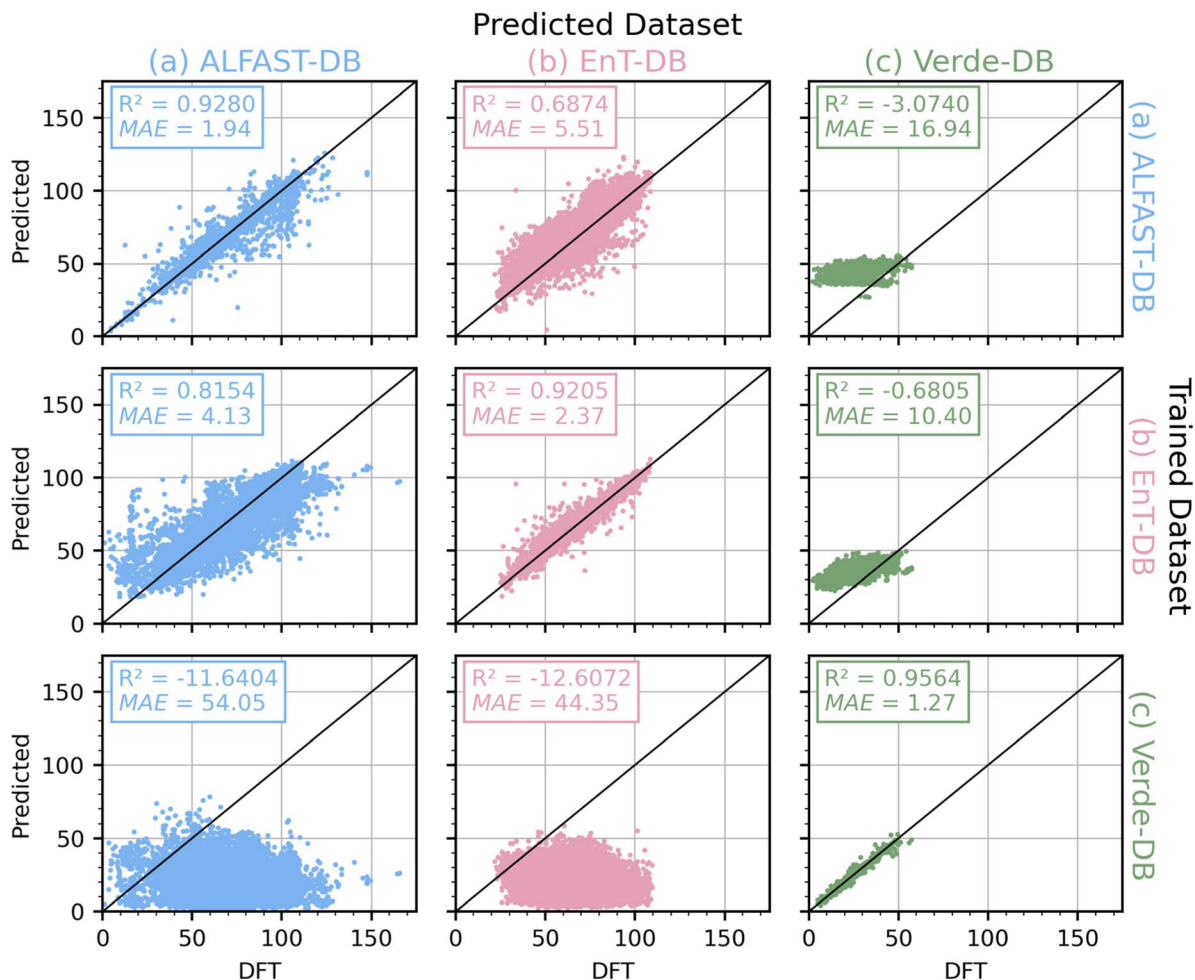 Predicted Dataset
(a) ALFAST-DB
(b) EnT-DB
(c) Verde-DB
R² = 0.9280
MAE = 1.94
R² = 0.6874
MAE = 5.51
R² = -3.0740
MAE = 16.94
150
100
50
0
Predicted
(a) ALFAST-DB
R² = 0.8154
MAE = 4.13
R² = 0.9205
MAE = 2.37
R² = -0.6805
MAE = 10.40
150
100
50
0
Predicted
(b) EnT-DB
Trained Dataset
R² = -11.6404
MAE = 54.05
R² = -12.6072
MAE = 44.35
R² = 0.9564
MAE = 1.27
150
100
50
0
Predicted
(c) Verde-DB
0 50 100 150
0 50 100 150
0 50 100 150
DFT
DFT
DFT